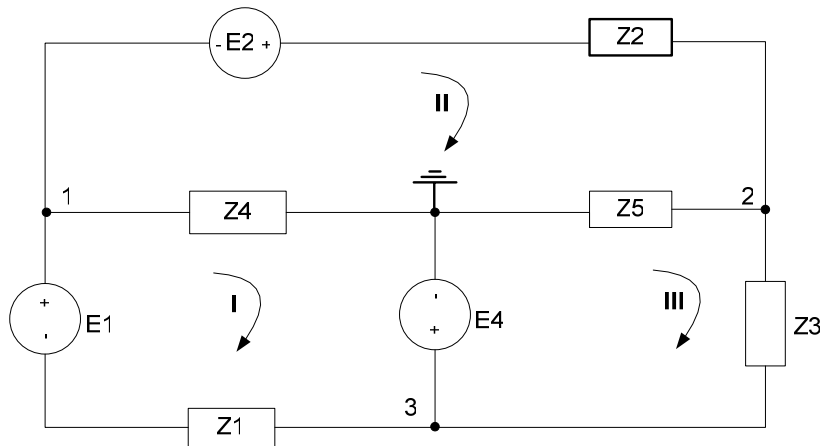 - E2 +
Z2
II
1
Z4
Z5
2
+
-
E1
I
-
+
E4
III
Z3
3
Z1